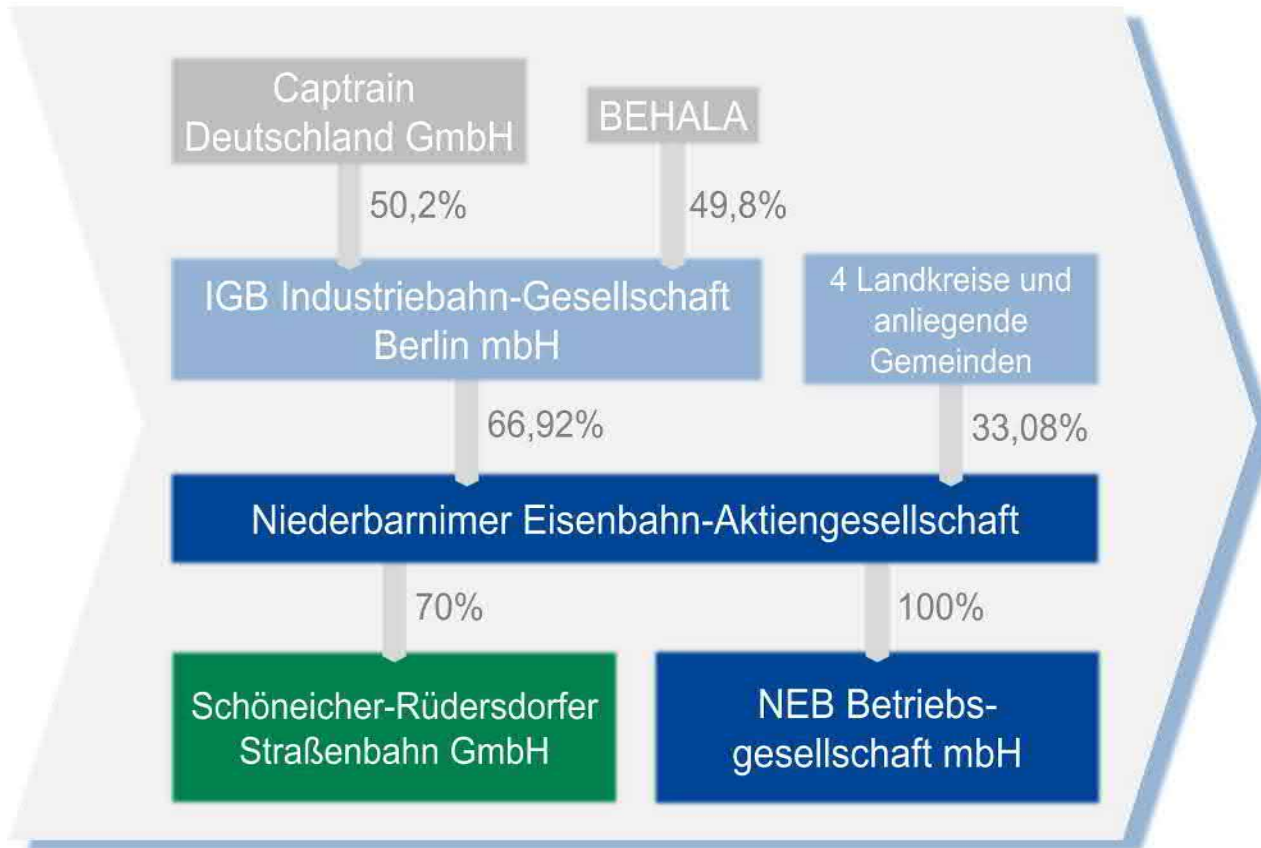 Captrain
Deutschland GmbH
BEHALA
50,2%
49,8%
IGB Industriebahn-Gesellschaft
Berlin mbH
4 Landkreise und
anliegende
Gemeinden
66,92%
33,08%
Niederbarnimer Eisenbahn-Aktiengesellschaft
70%
100%
Schöneicher-Rüdersdorfer
Straßenbahn GmbH
NEB Betriebs-
gesellschaft mbH